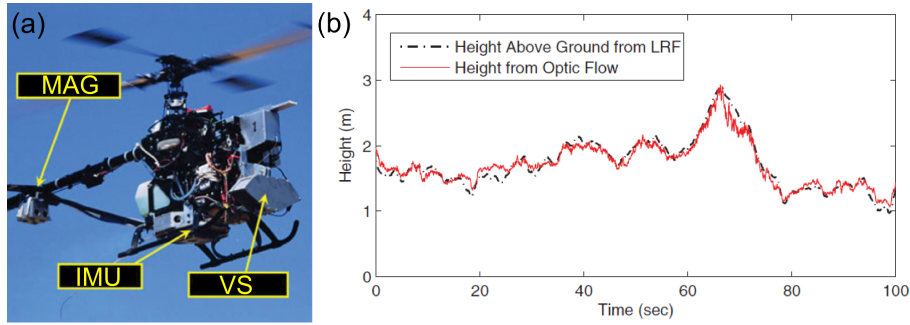 (a)
MAG
IMU
VS
1
(b)
Height Above Ground from LRF
Height from Optic Flow
Height (m)
4
3
2
1
0
0 20 40 60 80 100
Time (sec)